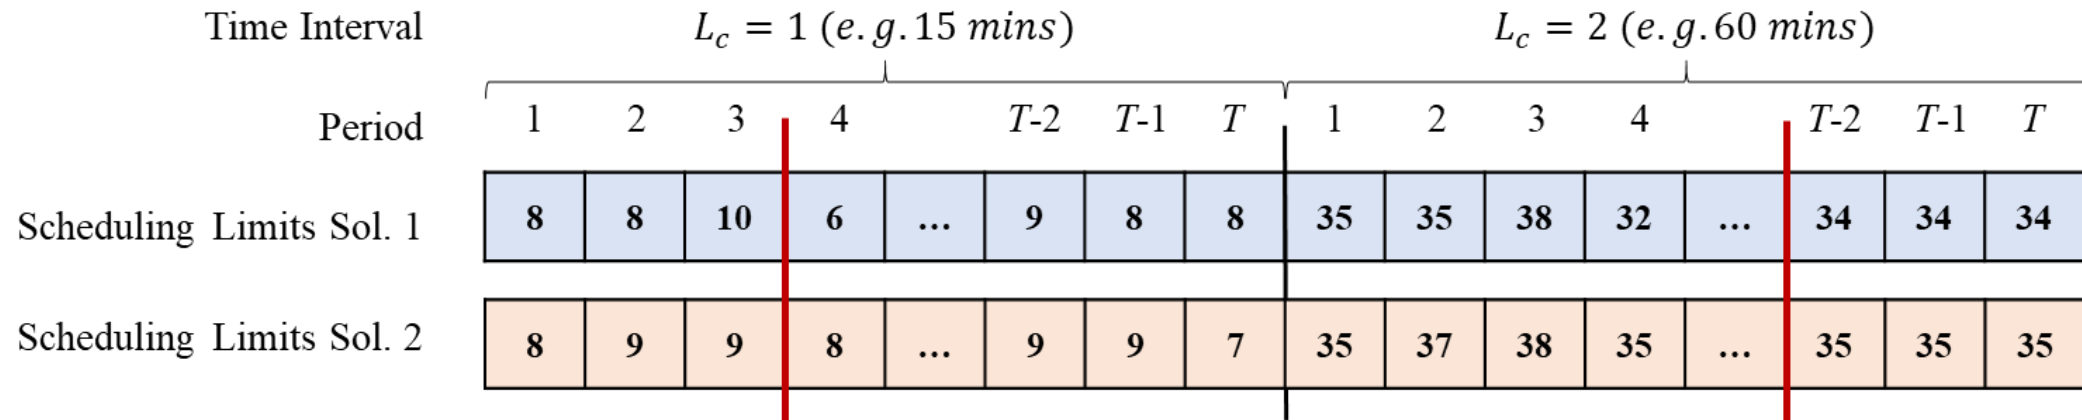 Time Interval L_c = 1 (e.g.15 mins) L_c = 2 (e.g.60 mins)
Period 1 2 3 4 T-2 T-1 T 1 2 3 4 T-2 T-1 T
Scheduling Limits Sol. 1 8 8 10 6 ... 9 8 8 35 35 38 32 ... 34 34 34
Scheduling Limits Sol. 2 8 9 9 8 ... 9 9 7 35 37 38 35 ... 35 35 35